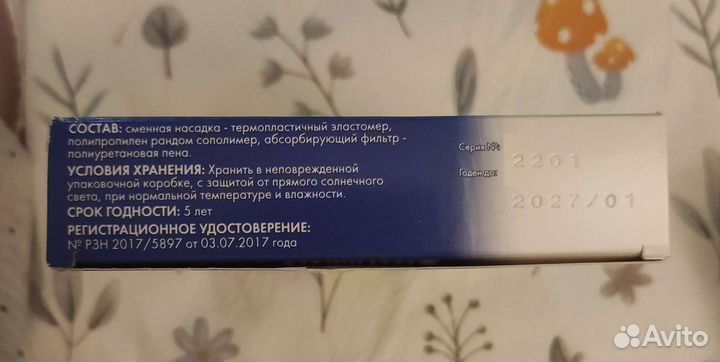 СОСТАВ: сменная насадка - термопластичный эластомер,
полипропилен рандом сополимер, абсорбирующий фильтр -
полиуретановая пена.
УСЛОВИЯ ХРАНЕНИЯ: Хранить в неповрежденной
упаковочной коробке, с защитой от прямого солнечного
света, при нормальной температуре и влажности.
СРОК ГОДНОСТИ: 5 лет
РЕГИСТРАЦИОННОЕ УДОСТОВЕРЕНИЕ:
№ РЗН 2017/5897 от 03.07.2017 года
Серия №: 2201
Годен до: 2027/01
Avito